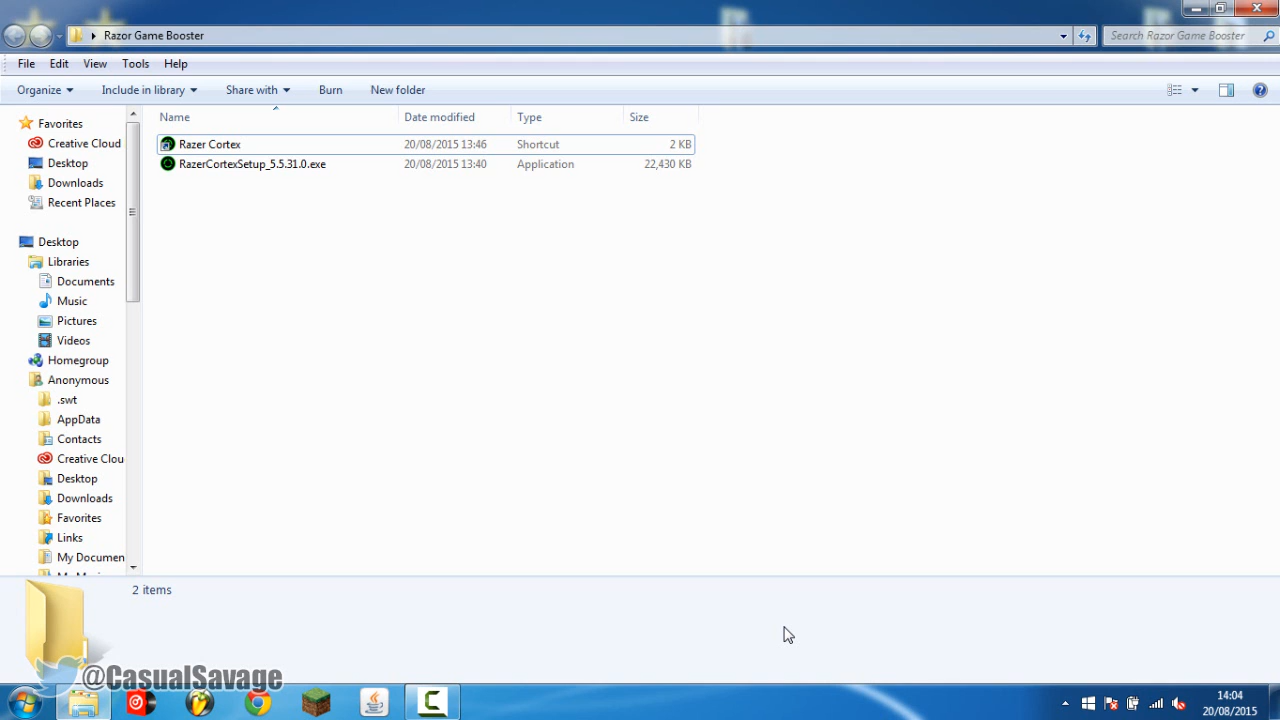 Razor Game Booster
Search Razor Game Booster
File Edit View Tools Help
Organize Include in library Share with Burn New folder
Name Date modified Type Size
Razer Cortex 20/08/2015 13:46 Shortcut 2 KB
RazerCortexSetup_5.5.31.0.exe 20/08/2015 13:40 Application 22,430 KB
Favorites
Creative Cloud
Desktop
Downloads
Recent Places
Desktop
Libraries
Documents
Music
Pictures
Videos
Homegroup
Anonymous
.swt
AppData
Contacts
Creative Clou
Desktop
Downloads
Favorites
Links
My Documen
2 items
@CasualSavage
14:04
20/08/2015